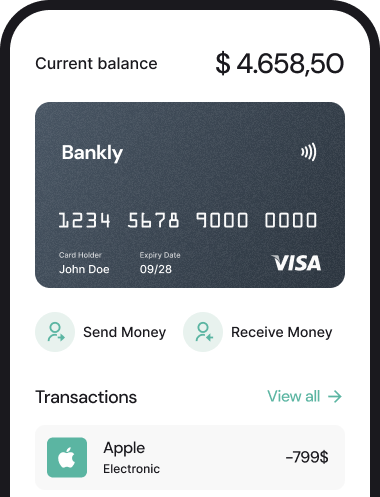 Current balance
$ 4.658,50
Bankly
1234 5678 9000 0000
Card Holder
Expiry Date
John Doe
09/28
VISA
Send Money
Receive Money
Transactions
View all →
Apple
Electronic
-799$